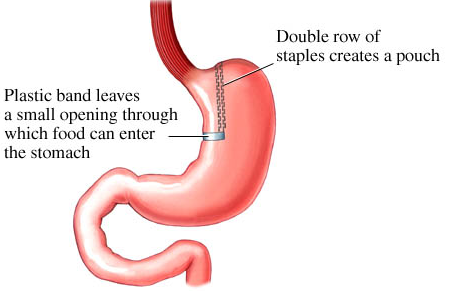 Double row of
staples creates a pouch
Plastic band leaves
a small opening through
which food can enter
the stomach